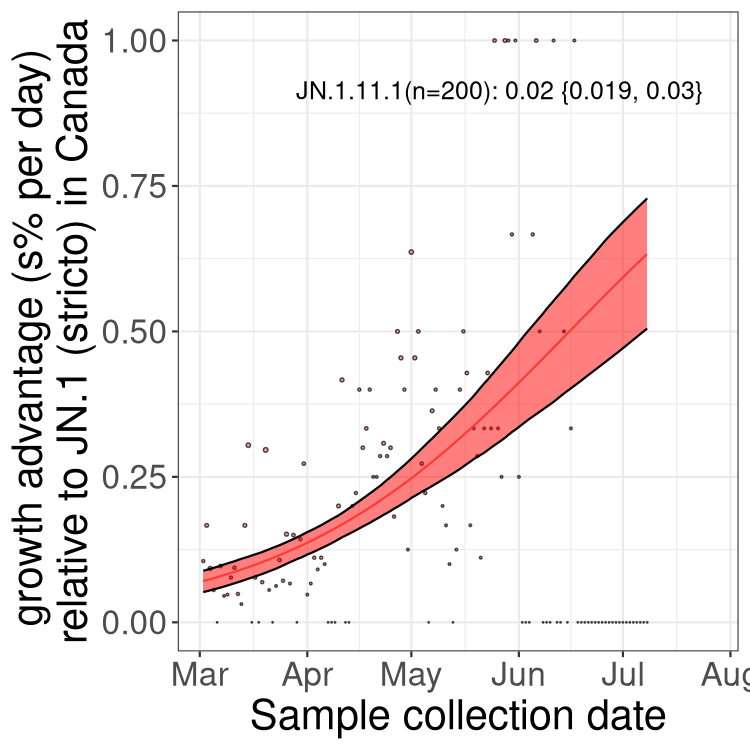 growth advantage (s% per day)
relative to JN.1 (stricto) in Canada
1.00
0.75
0.50
0.25
0.00
JN.1.11.1(n=200): 0.02 {0.019, 0.03}
Mar Apr May Jun Jul Aug
Sample collection date